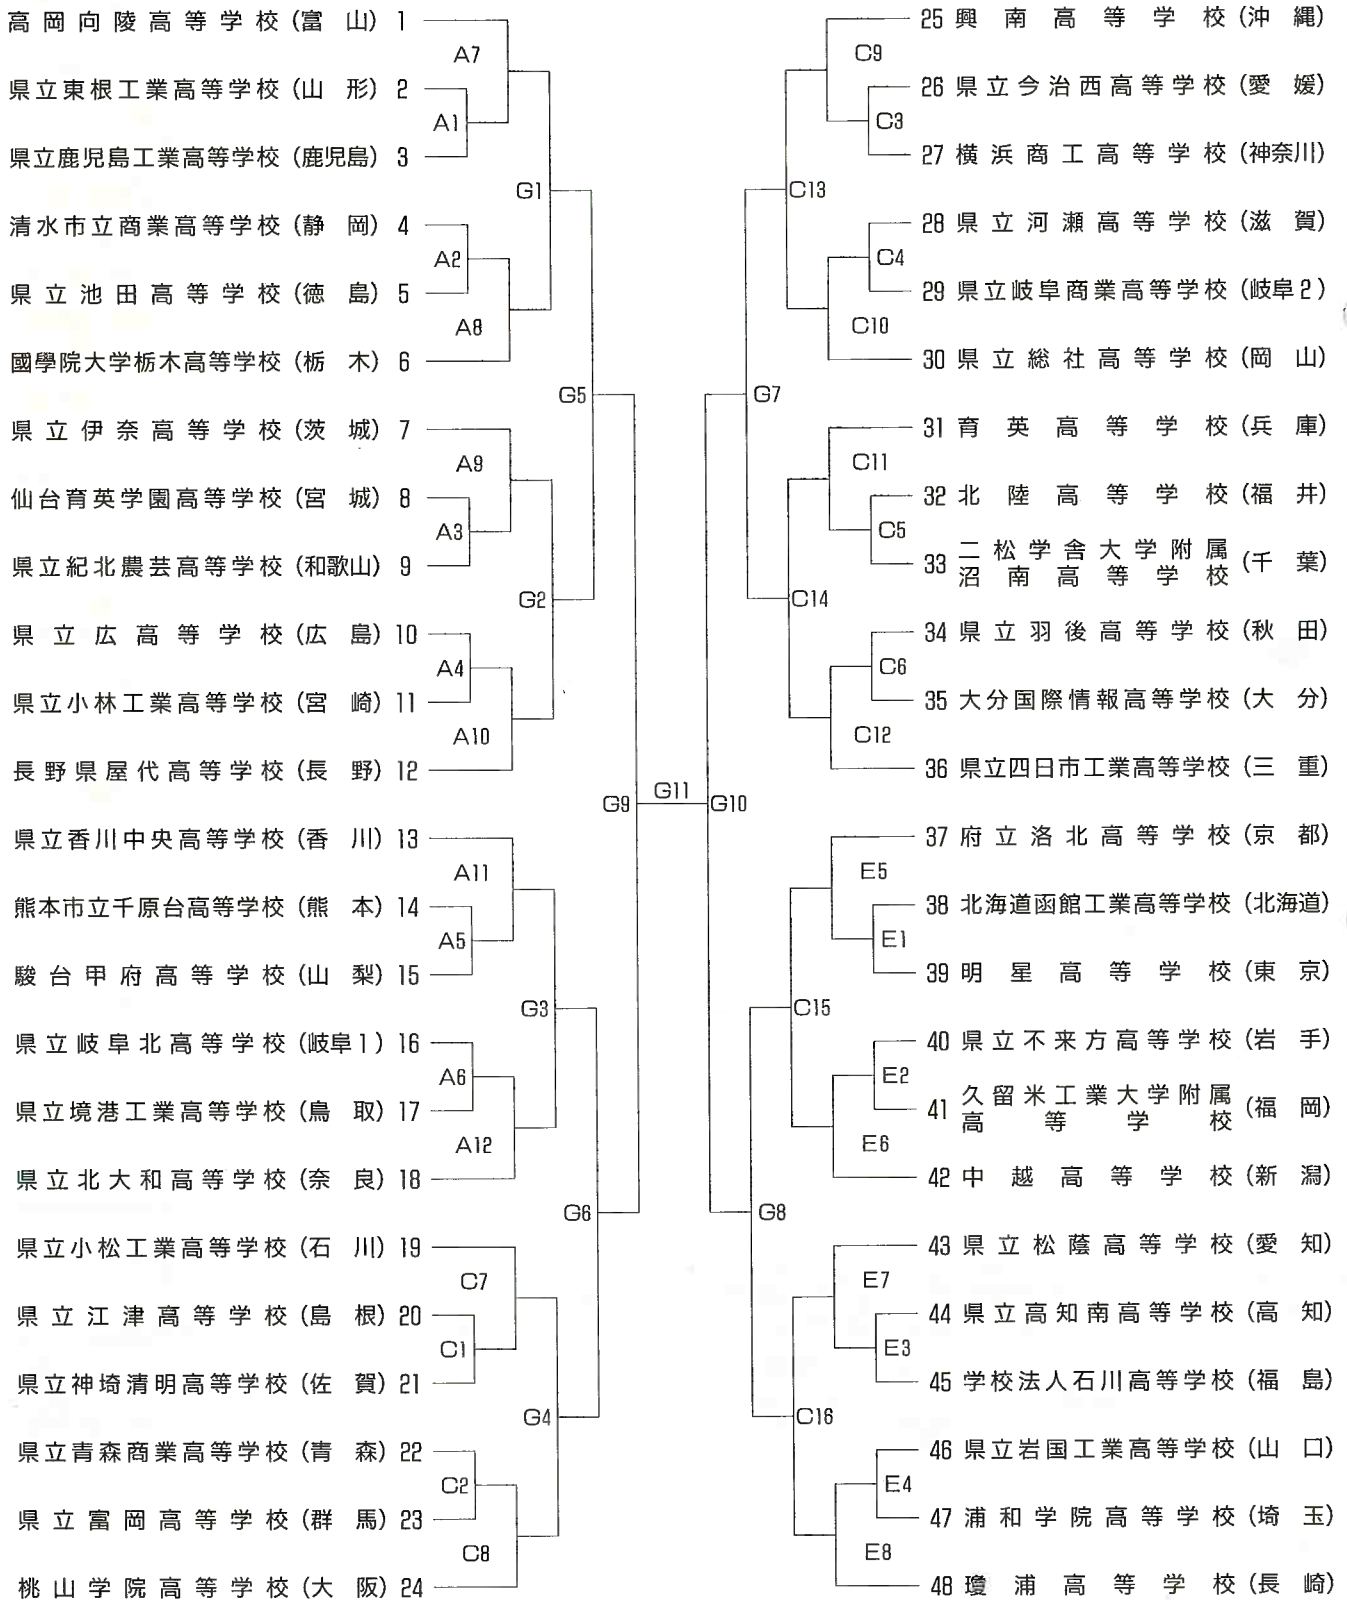 高岡向陵高等学校（富　山）1
A7
県立東根工業高等学校（山　形）2
A1
県立鹿児島工業高等学校（鹿児島）3
G1
清水市立商業高等学校（静　岡）4
A2
県立池田高等学校（徳　島）5
A8
國學院大学栃木高等学校（栃　木）6
G5
県立伊奈高等学校（茨　城）7
A9
仙台育英学園高等学校（宮　城）8
A3
県立紀北農芸高等学校（和歌山）9
G2
県立広高等学校（広　島）10
A4
県立小林工業高等学校（宮　崎）11
A10
長野県屋代高等学校（長　野）12
G9
G11
県立香川中央高等学校（香　川）13
A11
熊本市立千原台高等学校（熊　本）14
A5
駿台甲府高等学校（山　梨）15
G3
県立岐阜北高等学校（岐阜1）16
A6
県立境港工業高等学校（鳥　取）17
A12
県立北大和高等学校（奈　良）18
G6
県立小松工業高等学校（石　川）19
C7
県立江津高等学校（島　根）20
C1
県立神埼清明高等学校（佐　賀）21
G4
県立青森商業高等学校（青　森）22
C2
県立富岡高等学校（群　馬）23
C8
桃山学院高等学校（大　阪）24
25 興南高等学校（沖　縄）
C9
26 県立今治西高等学校（愛　媛）
C3
27 横浜商工高等学校（神奈川）
C13
28 県立河瀬高等学校（滋　賀）
C4
29 県立岐阜商業高等学校（岐阜2）
C10
30 県立総社高等学校（岡　山）
G7
31 育英高等学校（兵　庫）
C11
32 北陸高等学校（福　井）
C5
33 二松学舎大学附属
沼南高等学校（千　葉）
C14
34 県立羽後高等学校（秋　田）
C6
35 大分国際情報高等学校（大　分）
C12
36 県立四日市工業高等学校（三　重）
G10
37 府立洛北高等学校（京　都）
E5
38 北海道函館工業高等学校（北海道）
E1
39 明星高等学校（東　京）
C15
40 県立不来方高等学校（岩　手）
E2
41 久留米工業大学附属
高等学校（福　岡）
E6
42 中越高等学校（新　潟）
G8
43 県立松蔭高等学校（愛　知）
E7
44 県立高知南高等学校（高　知）
E3
45 学校法人石川高等学校（福　島）
C16
46 県立岩国工業高等学校（山　口）
E4
47 浦和学院高等学校（埼　玉）
E8
48 瓊浦高等学校（長　崎）